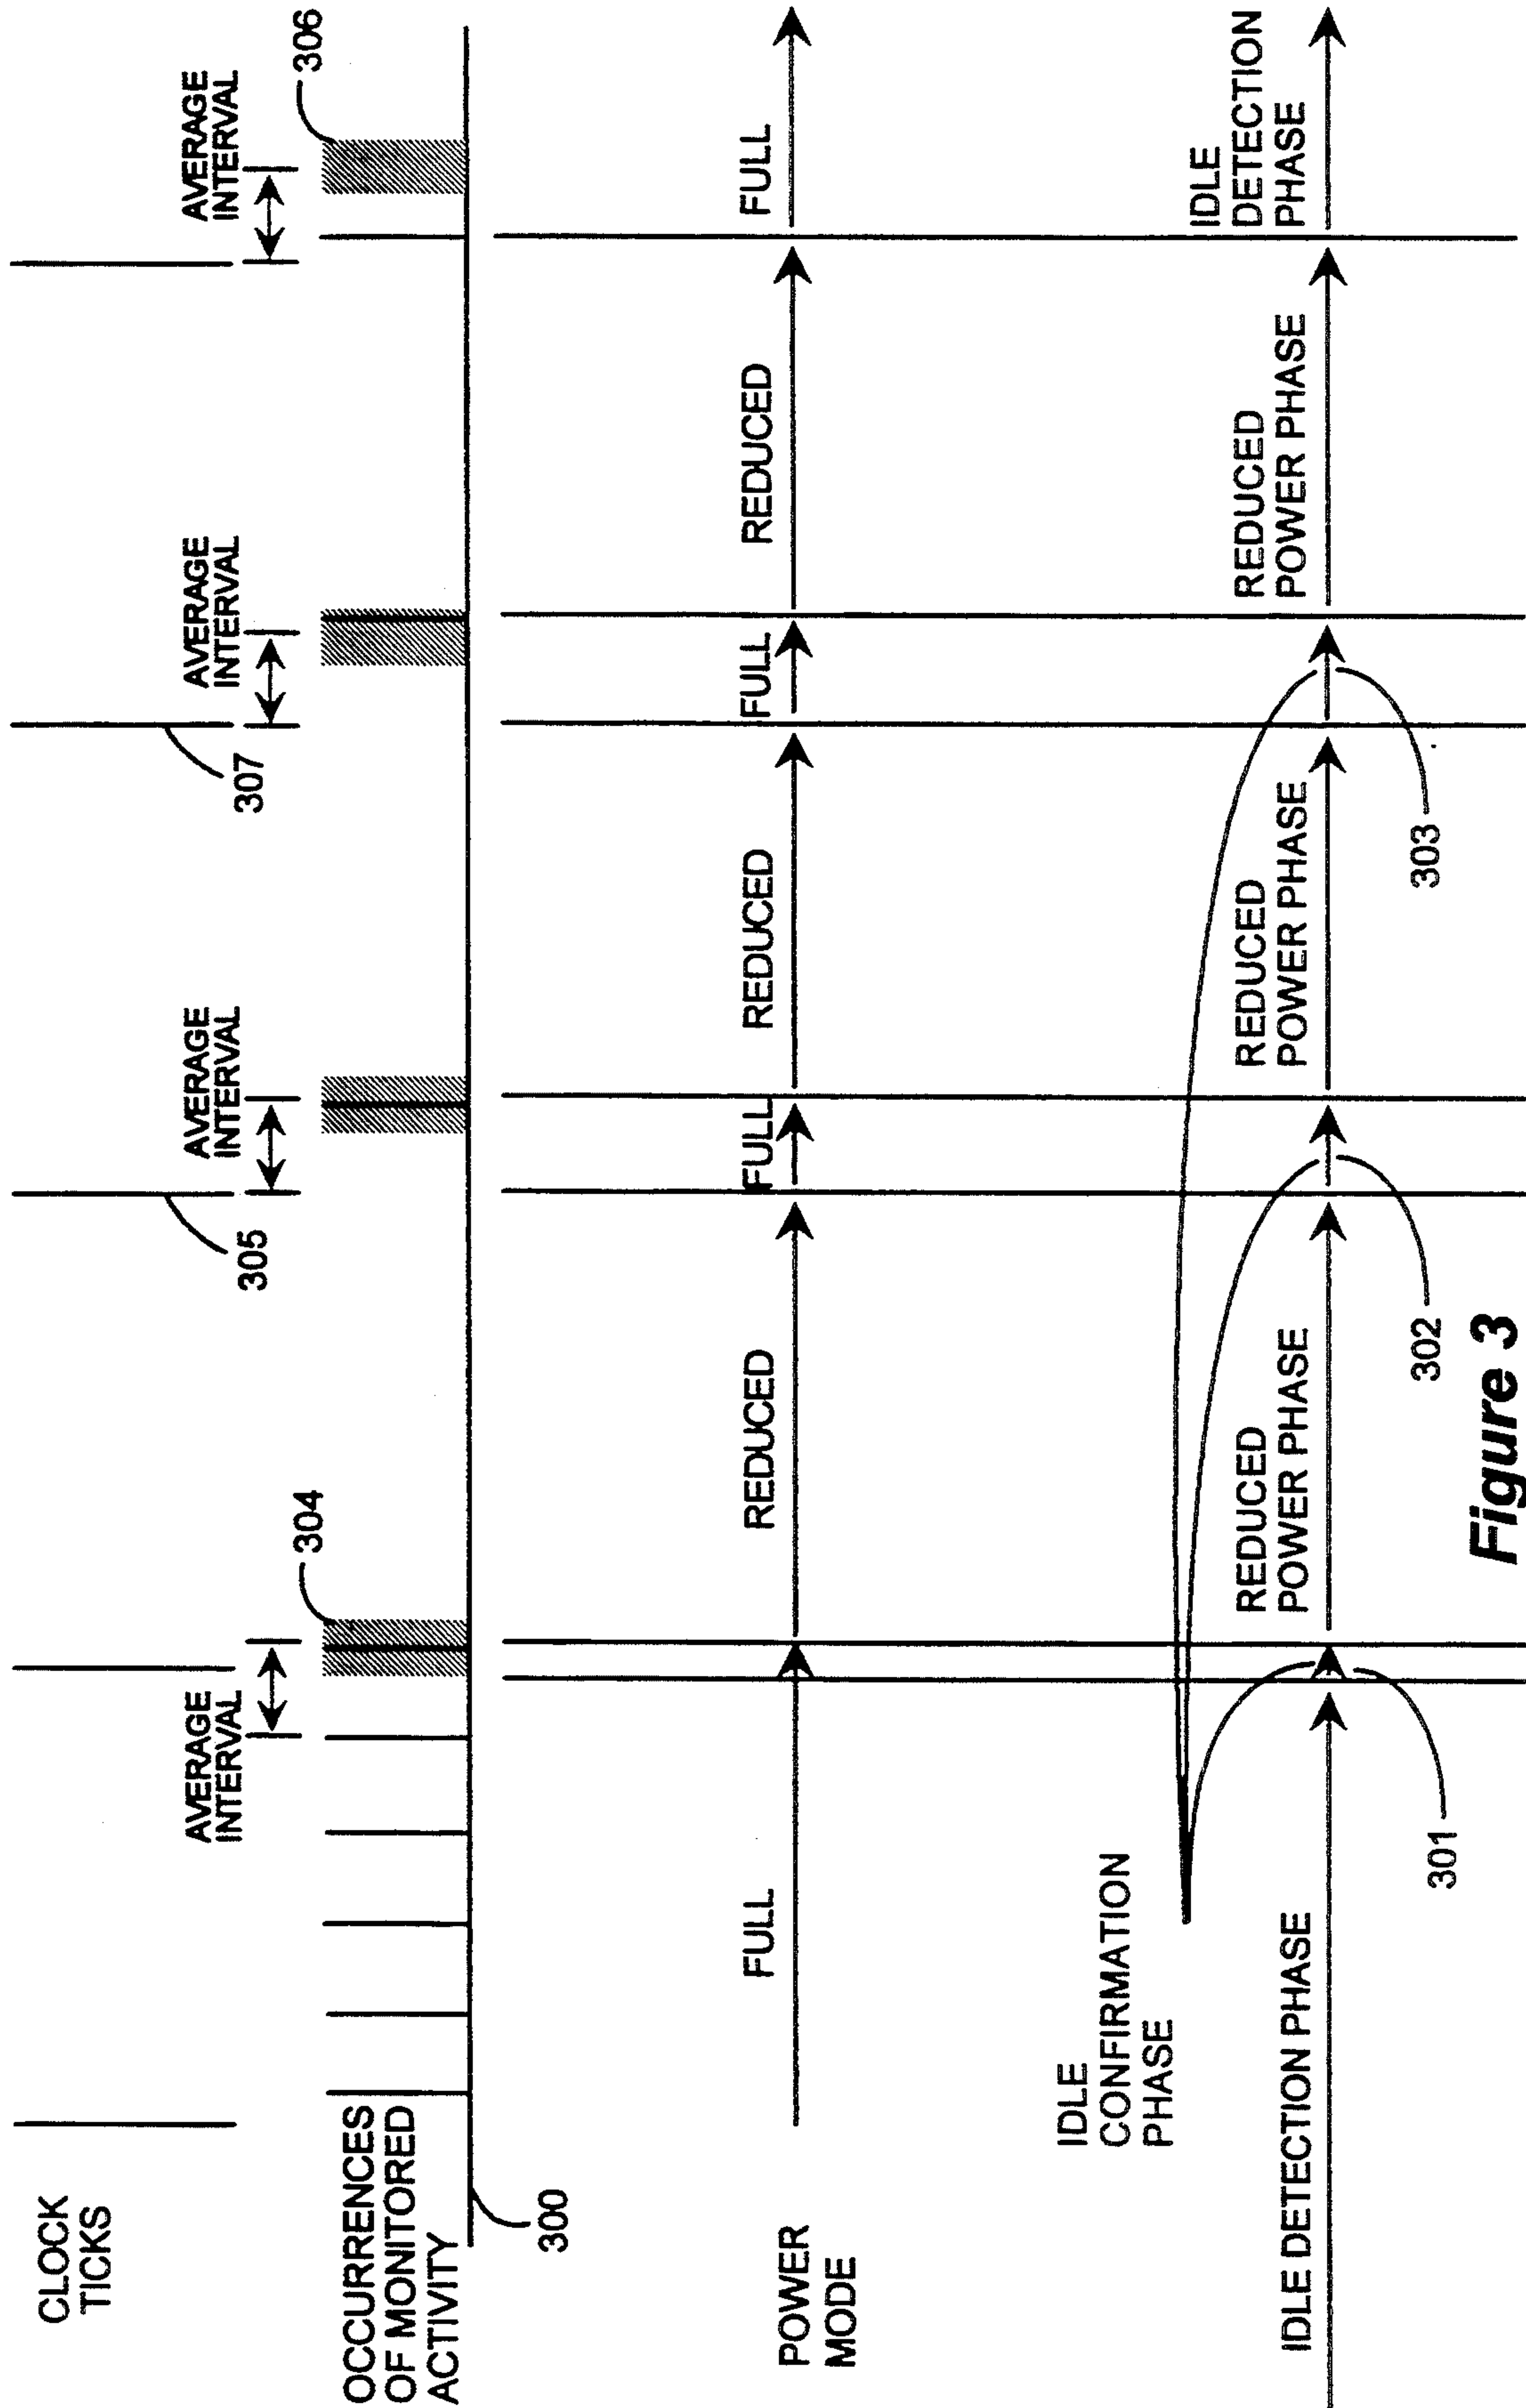 CLOCK
TICKS
305
307
AVERAGE
INTERVAL
AVERAGE
INTERVAL
AVERAGE
INTERVAL
AVERAGE
INTERVAL
OCCURRENCES
OF MONITORED
ACTIVITY
300
304
306
POWER
MODE
FULL
REDUCED
FULL
REDUCED
FULL
REDUCED
FULL
IDLE
CONFIRMATION
PHASE
IDLE DETECTION PHASE
REDUCED
POWER PHASE
REDUCED
POWER PHASE
REDUCED
POWER PHASE
IDLE
DETECTION
PHASE
301
302
303
Figure 3